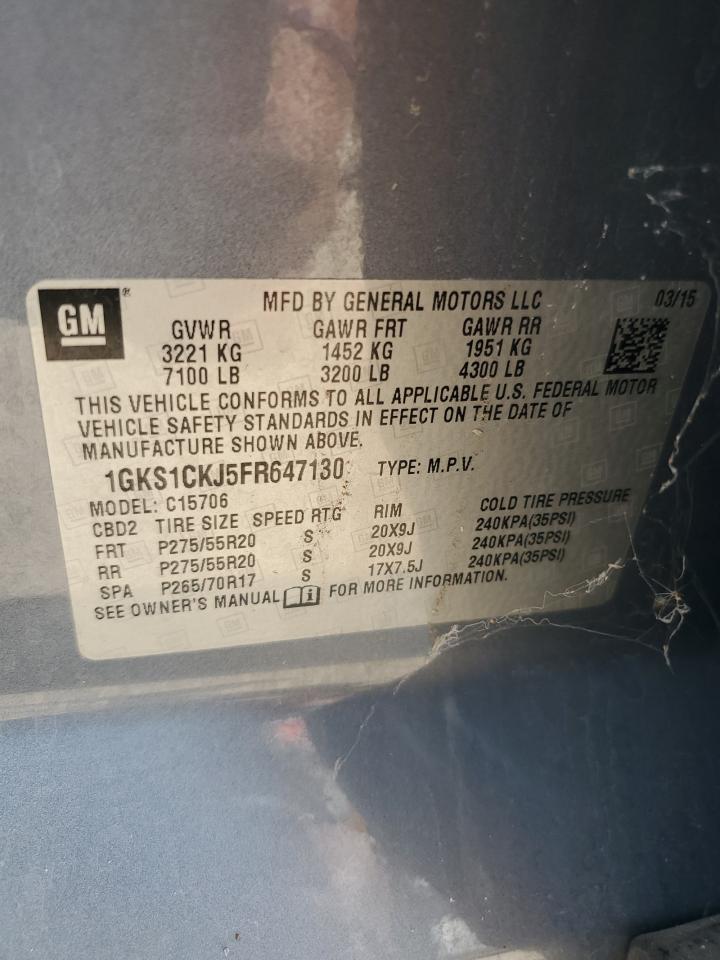 GM®
MFD BY GENERAL MOTORS LLC 03/15
GVWR GAWR FRT GAWR RR
3221 KG 1452 KG 1951 KG
7100 LB 3200 LB 4300 LB
THIS VEHICLE CONFORMS TO ALL APPLICABLE U.S. FEDERAL MOTOR
VEHICLE SAFETY STANDARDS IN EFFECT ON THE DATE OF
MANUFACTURE SHOWN ABOVE.
1GKS1CKJ5FR647130 TYPE: M.P.V.
MODEL: C15706
CBD2 TIRE SIZE SPEED RTG RIM COLD TIRE PRESSURE
FRT P275/55R20 S 20X9J 240KPA(35PSI)
RR P275/55R20 S 20X9J 240KPA(35PSI)
SPA P265/70R17 S 17X7.5J 240KPA(35PSI)
SEE OWNER'S MANUAL i FOR MORE INFORMATION.